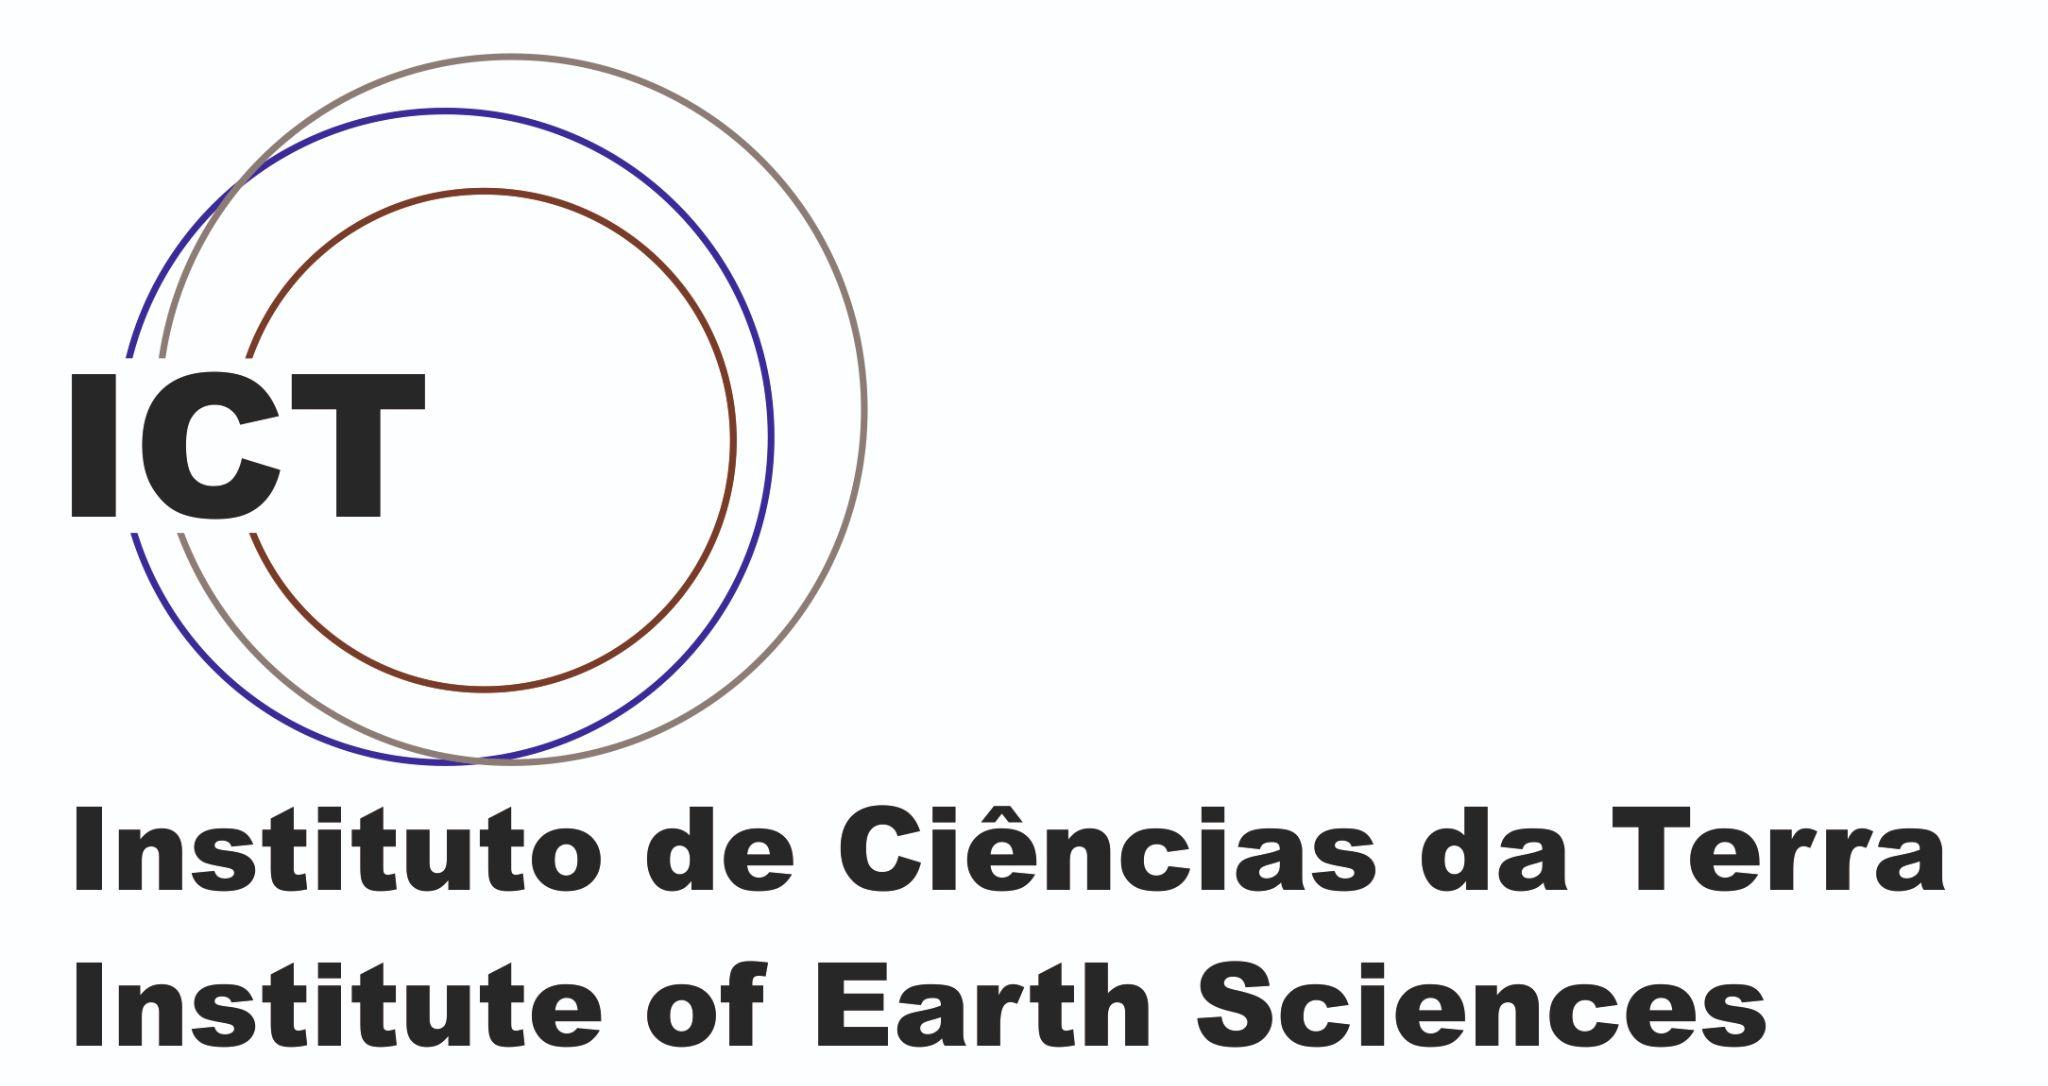 ICT
Instituto de Ciências da Terra
Institute of Earth Sciences